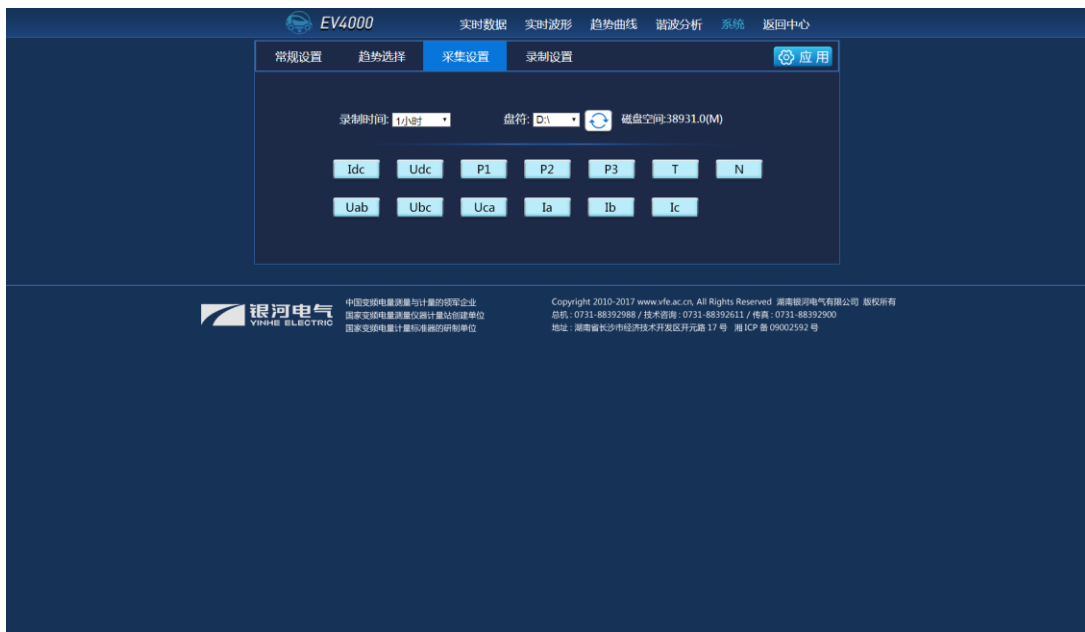 EV4000 实时数据 实时波形 趋势曲线 谐波分析 系统 返回中心
常规设置 趋势选择 采集设置 录制设置 应用
录制时间: 1小时 盘符: D:\ 磁盘空间:38931.0(M)
Idc Udc P1 P2 P3 T N
Uab Ubc Uca Ia Ib Ic
银河电气
YINHE ELECTRIC
中国变频电量测量与计量的领军企业
国家变频电量测量仪器计量站创建单位
国家变频电量计量标准器的研制单位
Copyright 2010-2017 www.vfe.ac.cn, All Rights Reserved 湖南银河电气有限公司 版权所有
总机 : 0731-88392988 / 技术咨询 : 0731-88392611 / 传真 : 0731-88392900
地址 : 湖南省长沙市经济技术开发区开元路 17 号 湘 ICP 备 09002592 号